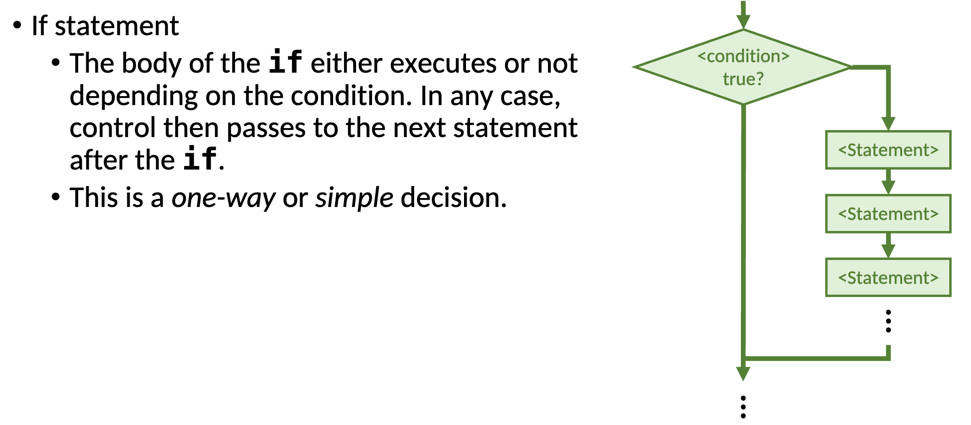 • If statement
• The body of the if either executes or not
depending on the condition. In any case,
control then passes to the next statement
after the if.
• This is a one-way or simple decision.
<condition>
true?
<Statement>
<Statement>
<Statement>